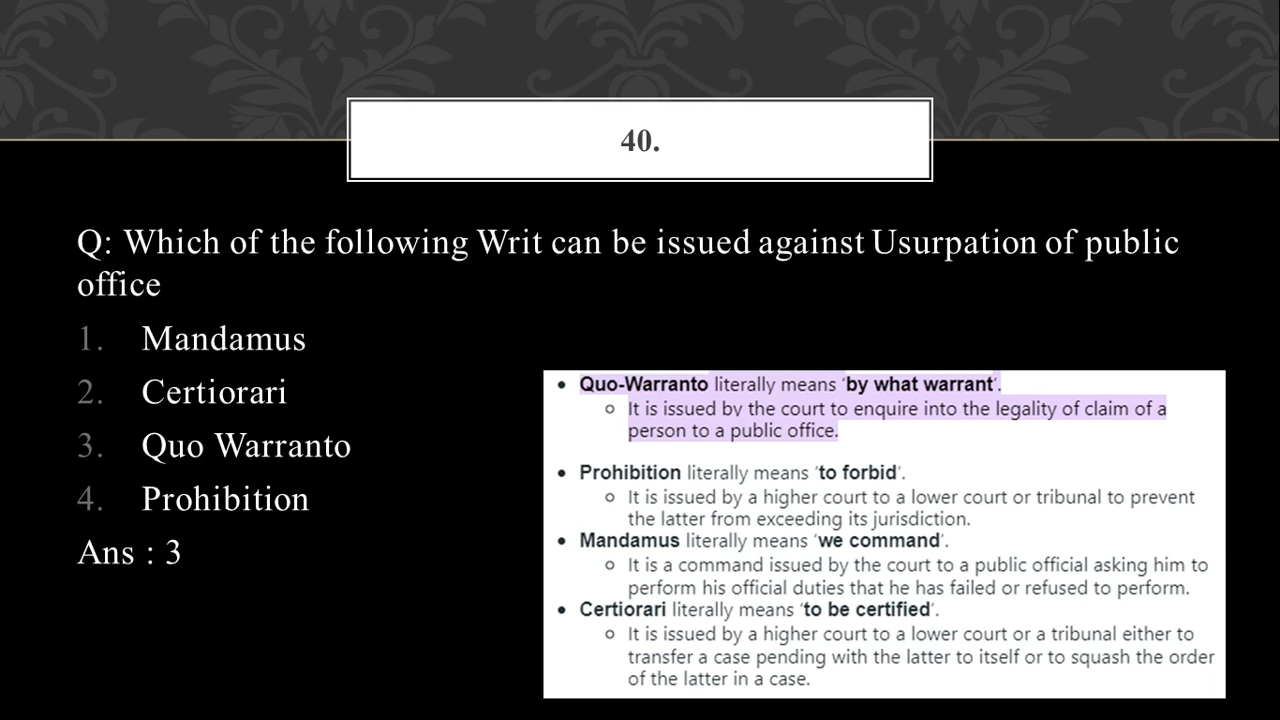 40.
Q: Which of the following Writ can be issued against Usurpation of public
office
1. Mandamus
2. Certiorari
3. Quo Warranto
4. Prohibition
Ans : 3
• Quo-Warranto literally means ‘by what warrant’.
o It is issued by the court to enquire into the legality of claim of a
person to a public office.
• Prohibition literally means ‘to forbid’.
o It is issued by a higher court to a lower court or tribunal to prevent
the latter from exceeding its jurisdiction.
• Mandamus literally means ‘we command’.
o It is a command issued by the court to a public official asking him to
perform his official duties that he has failed or refused to perform.
• Certiorari literally means ‘to be certified’.
o It is issued by a higher court to a lower court or a tribunal either to
transfer a case pending with the latter to itself or to squash the order
of the latter in a case.